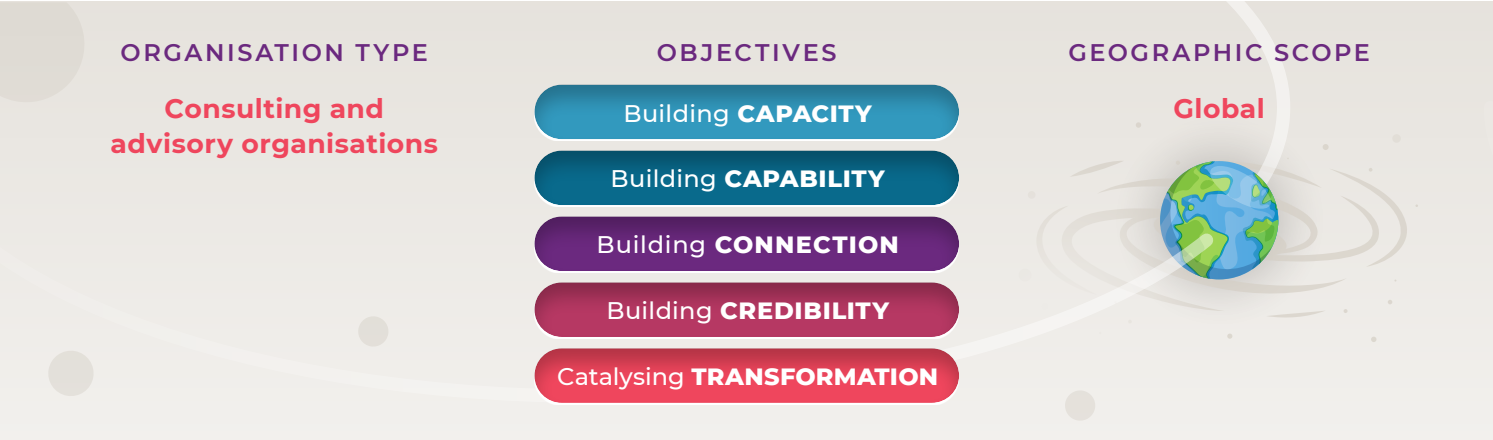 ORGANISATION TYPE
Consulting and
advisory organisations
OBJECTIVES
Building CAPACITY
Building CAPABILITY
Building CONNECTION
Building CREDIBILITY
Catalysing TRANSFORMATION
GEOGRAPHIC SCOPE
Global